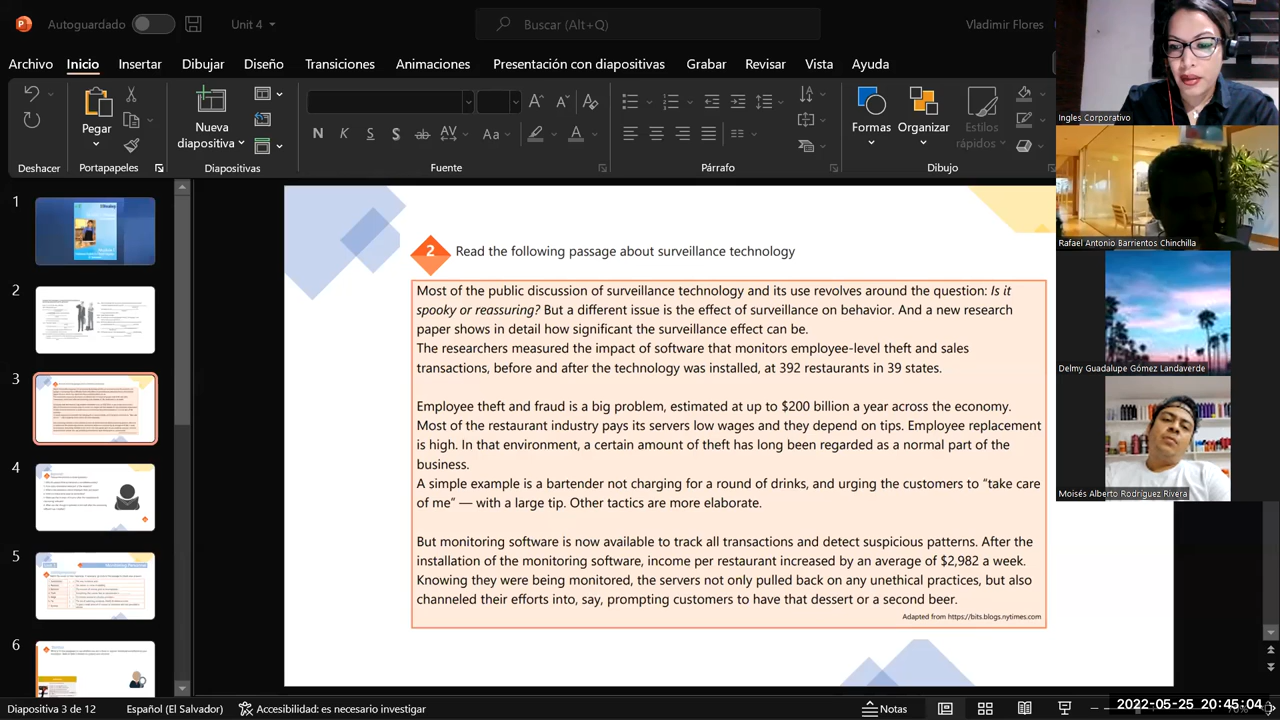 Autoguardado
Unit 4
Buscar (Alt+Q)
Vladimir Flores
Archivo Inicio Insertar Dibujar Diseño Transiciones Animaciones Presentación con diapositivas Grabar Revisar Vista Ayuda
Pegar
Nueva
diapositiva
N K S S ab AV Aa A
Formas
Organizar
Estilos
rápidos
Deshacer Portapapeles Diapositivas Fuente Párrafo Dibujo
Ingles Corporativo
Rafael Antonio Barrientos Chinchilla
Delmy Guadalupe Gómez Landaverde
Moisés Alberto Rodríguez Rivera
1
2
3
4
5
6
2 Read the following passage about surveillance technology
Most of the public discussion of surveillance technology and its use revolves around the question: Is it
spooky or reassuring? But a different issue is the effect of surveillance on behavior. And a new research
paper shows in detail how significant the surveillance effect can be.
The researchers measured the impact of software that monitors employee-level theft and sales
transactions, before and after the technology was installed, at 392 restaurants in 39 states.
Employee theft and fraud is a big problem, estimated at up to $200 billion a year across the economy.
Most of the restaurant industry pays its servers low wages and they depend on tips. Employee replacement
is high. In that environment, a certain amount of theft has long been regarded as a normal part of the
business.
A simple example is a bartender not charging for a round of drinks, and urging the customers to “take care
of me” — with a large tip. Other tactics are more elaborate.
But monitoring software is now available to track all transactions and detect suspicious patterns. After the
installation of the monitoring software, income per restaurant increased by an average of $2,982 a week.
Knowing they were being monitored, the servers not only pulled back on any unethical practices, but also
channeled their efforts into, say, prompting customers to have that dessert or a second beer.
Adapted from https://bits.blogs.nytimes.com
Diapositiva 3 de 12
Español (El Salvador)
Accesibilidad: es necesario investigar
Notas
2022-05-25 20:45:04